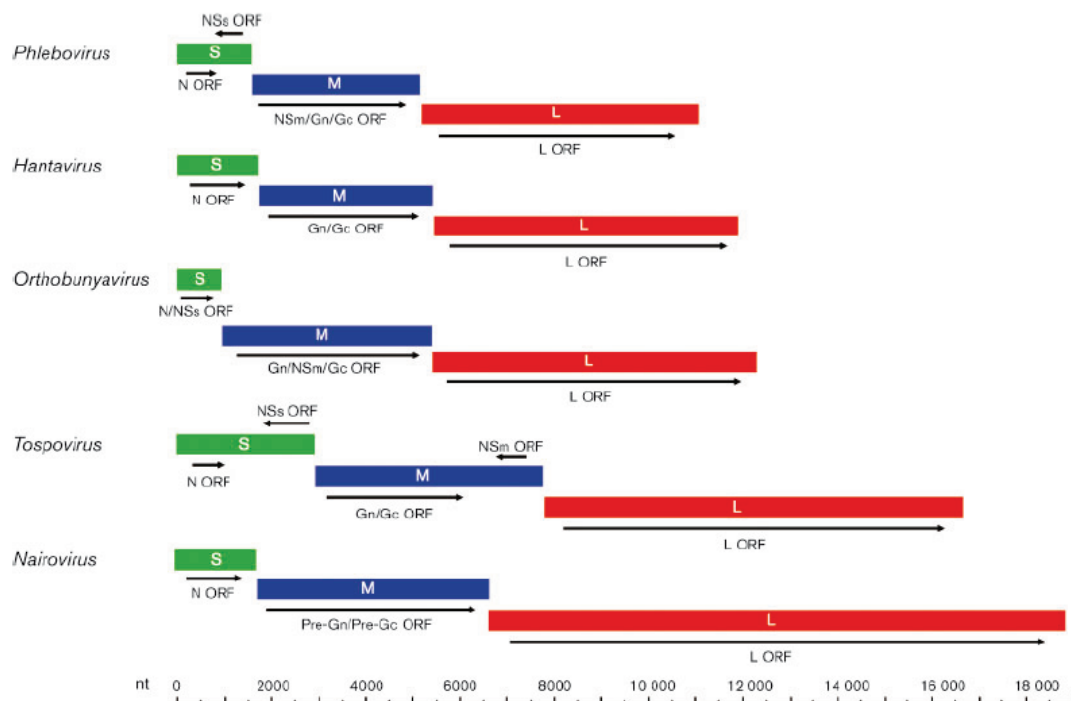 NSs ORF
Phlebovirus
S
N ORF
M
NSm/Gn/Gc ORF
L
L ORF
Hantavirus
S
N ORF
M
Gn/Gc ORF
L
L ORF
Orthobunyavirus
S
N/NSs ORF
M
Gn/NSm/Gc ORF
L
L ORF
NSs ORF
Tospovirus
S
NSm ORF
N ORF
M
Gn/Gc ORF
L
L ORF
Nairovirus
S
N ORF
M
Pre-Gn/Pre-Gc ORF
L
L ORF
nt 0 2000 4000 6000 8000 10 000 12 000 14 000 16 000 18 000